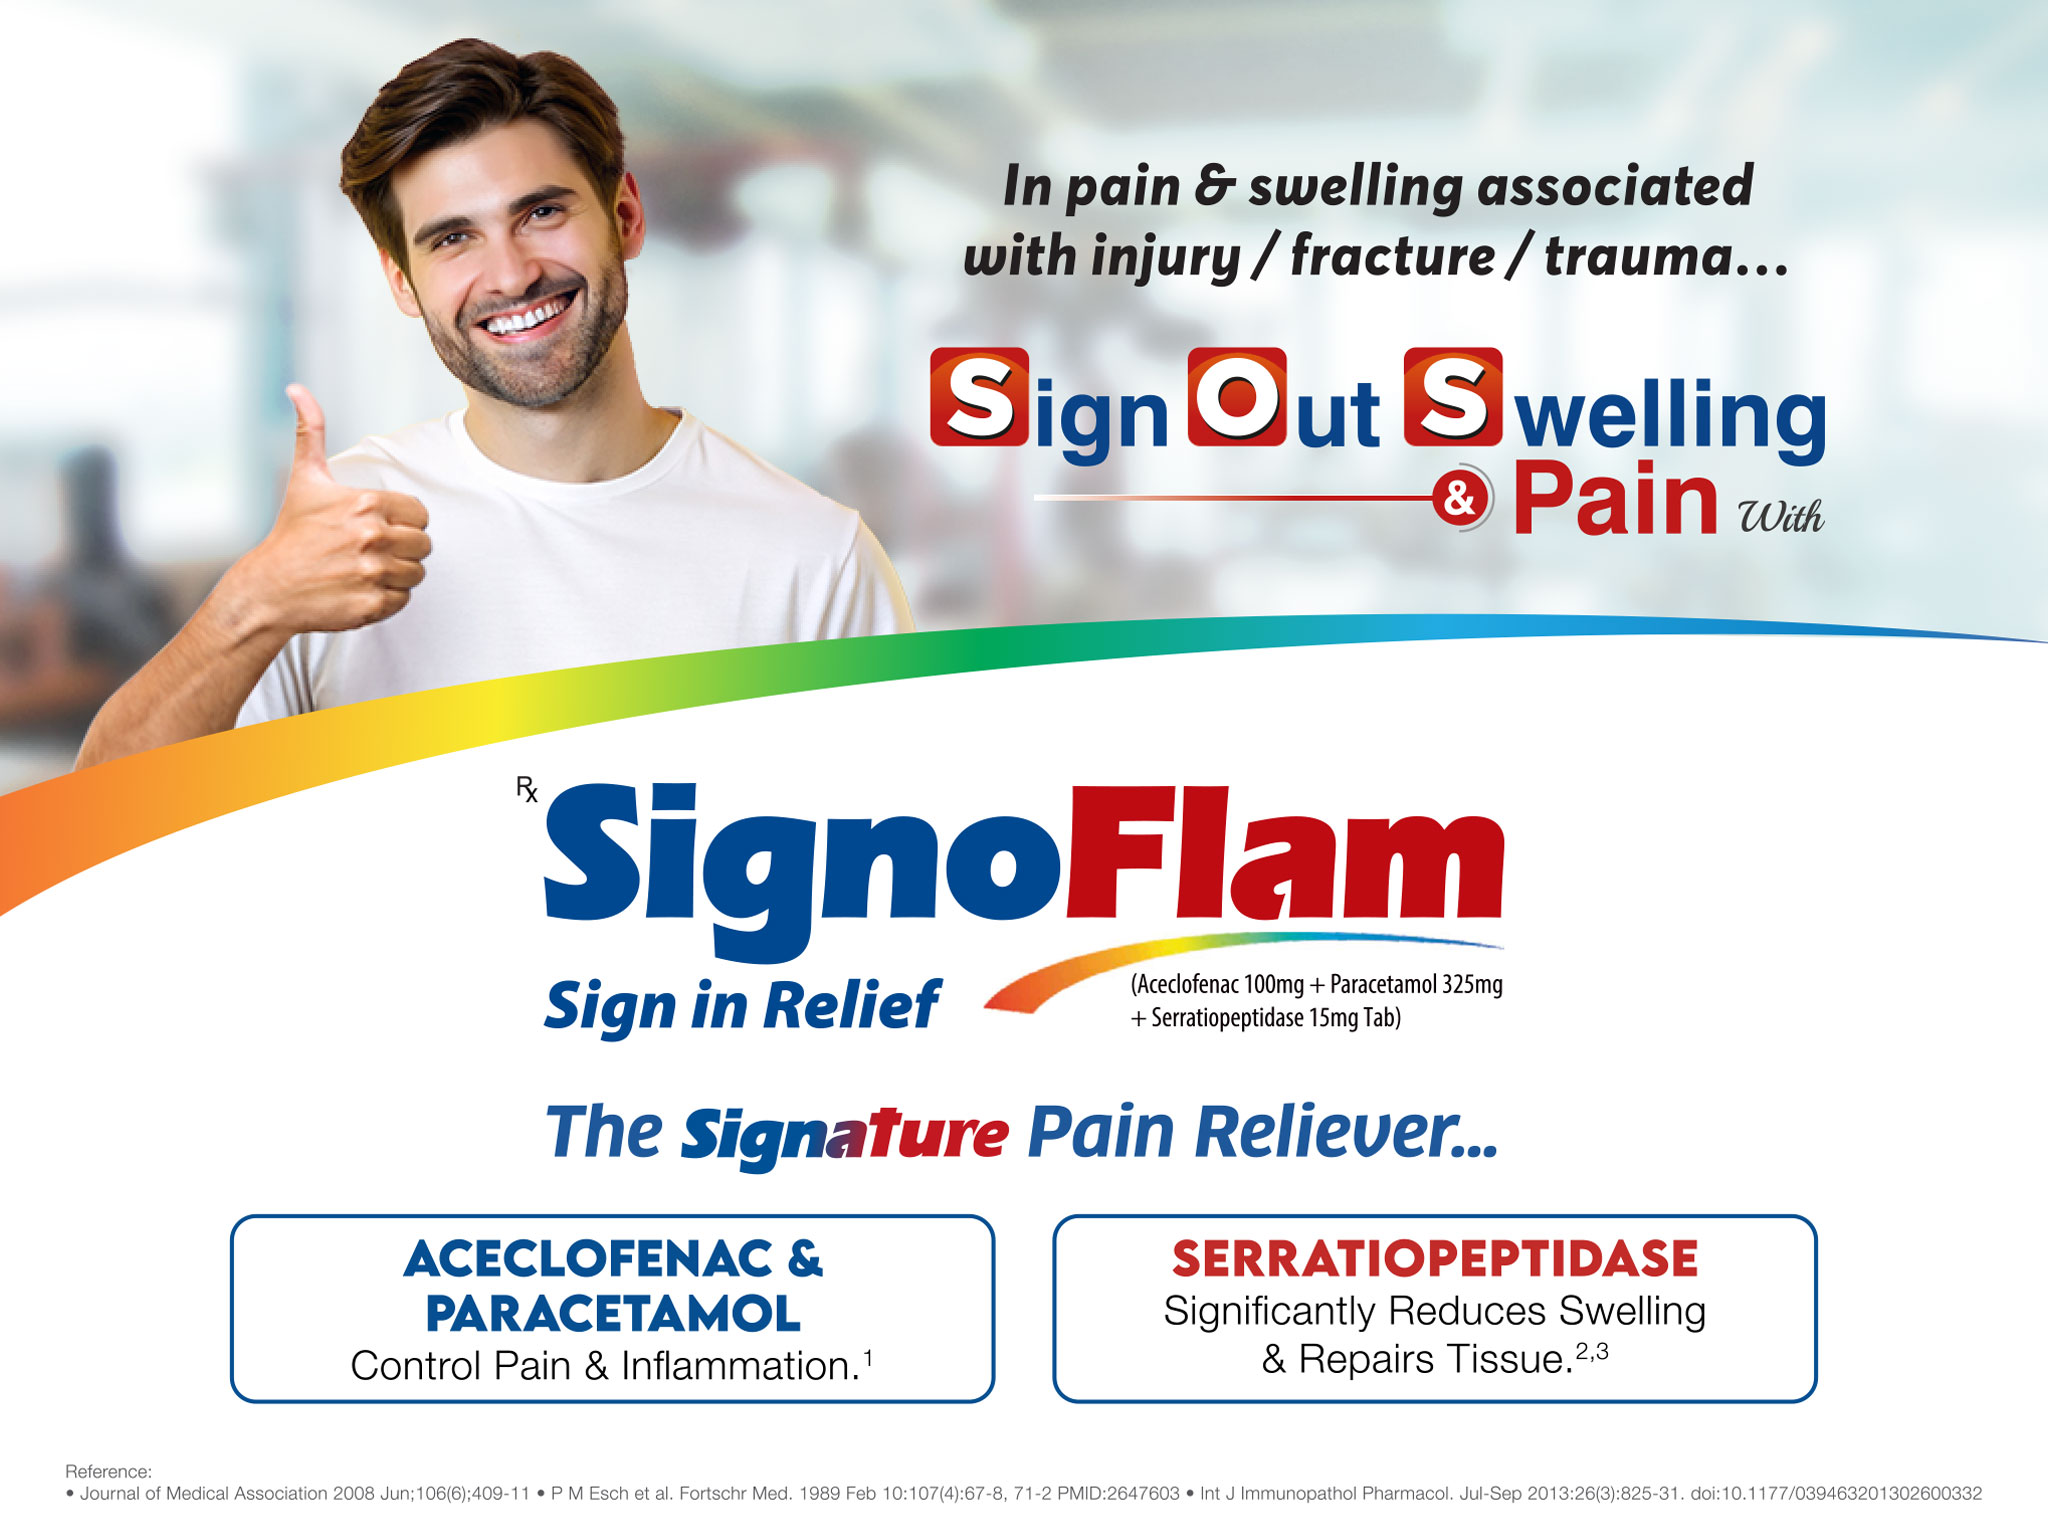 In pain & swelling associated
with injury / fracture / trauma...
Sign Out Swelling
& Pain With
Rx SignoFlam
Sign in Relief
(Aceclofenac 100mg + Paracetamol 325mg
+ Serratiopeptidase 15mg Tab)
The Signature Pain Reliever...
ACECLOFENAC &
PARACETAMOL
Control Pain & Inflammation.1
SERRATIOPEPTIDASE
Significantly Reduces Swelling
& Repairs Tissue.2,3
Reference:
• Journal of Medical Association 2008 Jun;106(6);409-11 • P M Esch et al. Fortschr Med. 1989 Feb 10:107(4):67-8, 71-2 PMID:2647603 • Int J Immunopathol Pharmacol. Jul-Sep 2013:26(3):825-31. doi:10.1177/039463201302600332